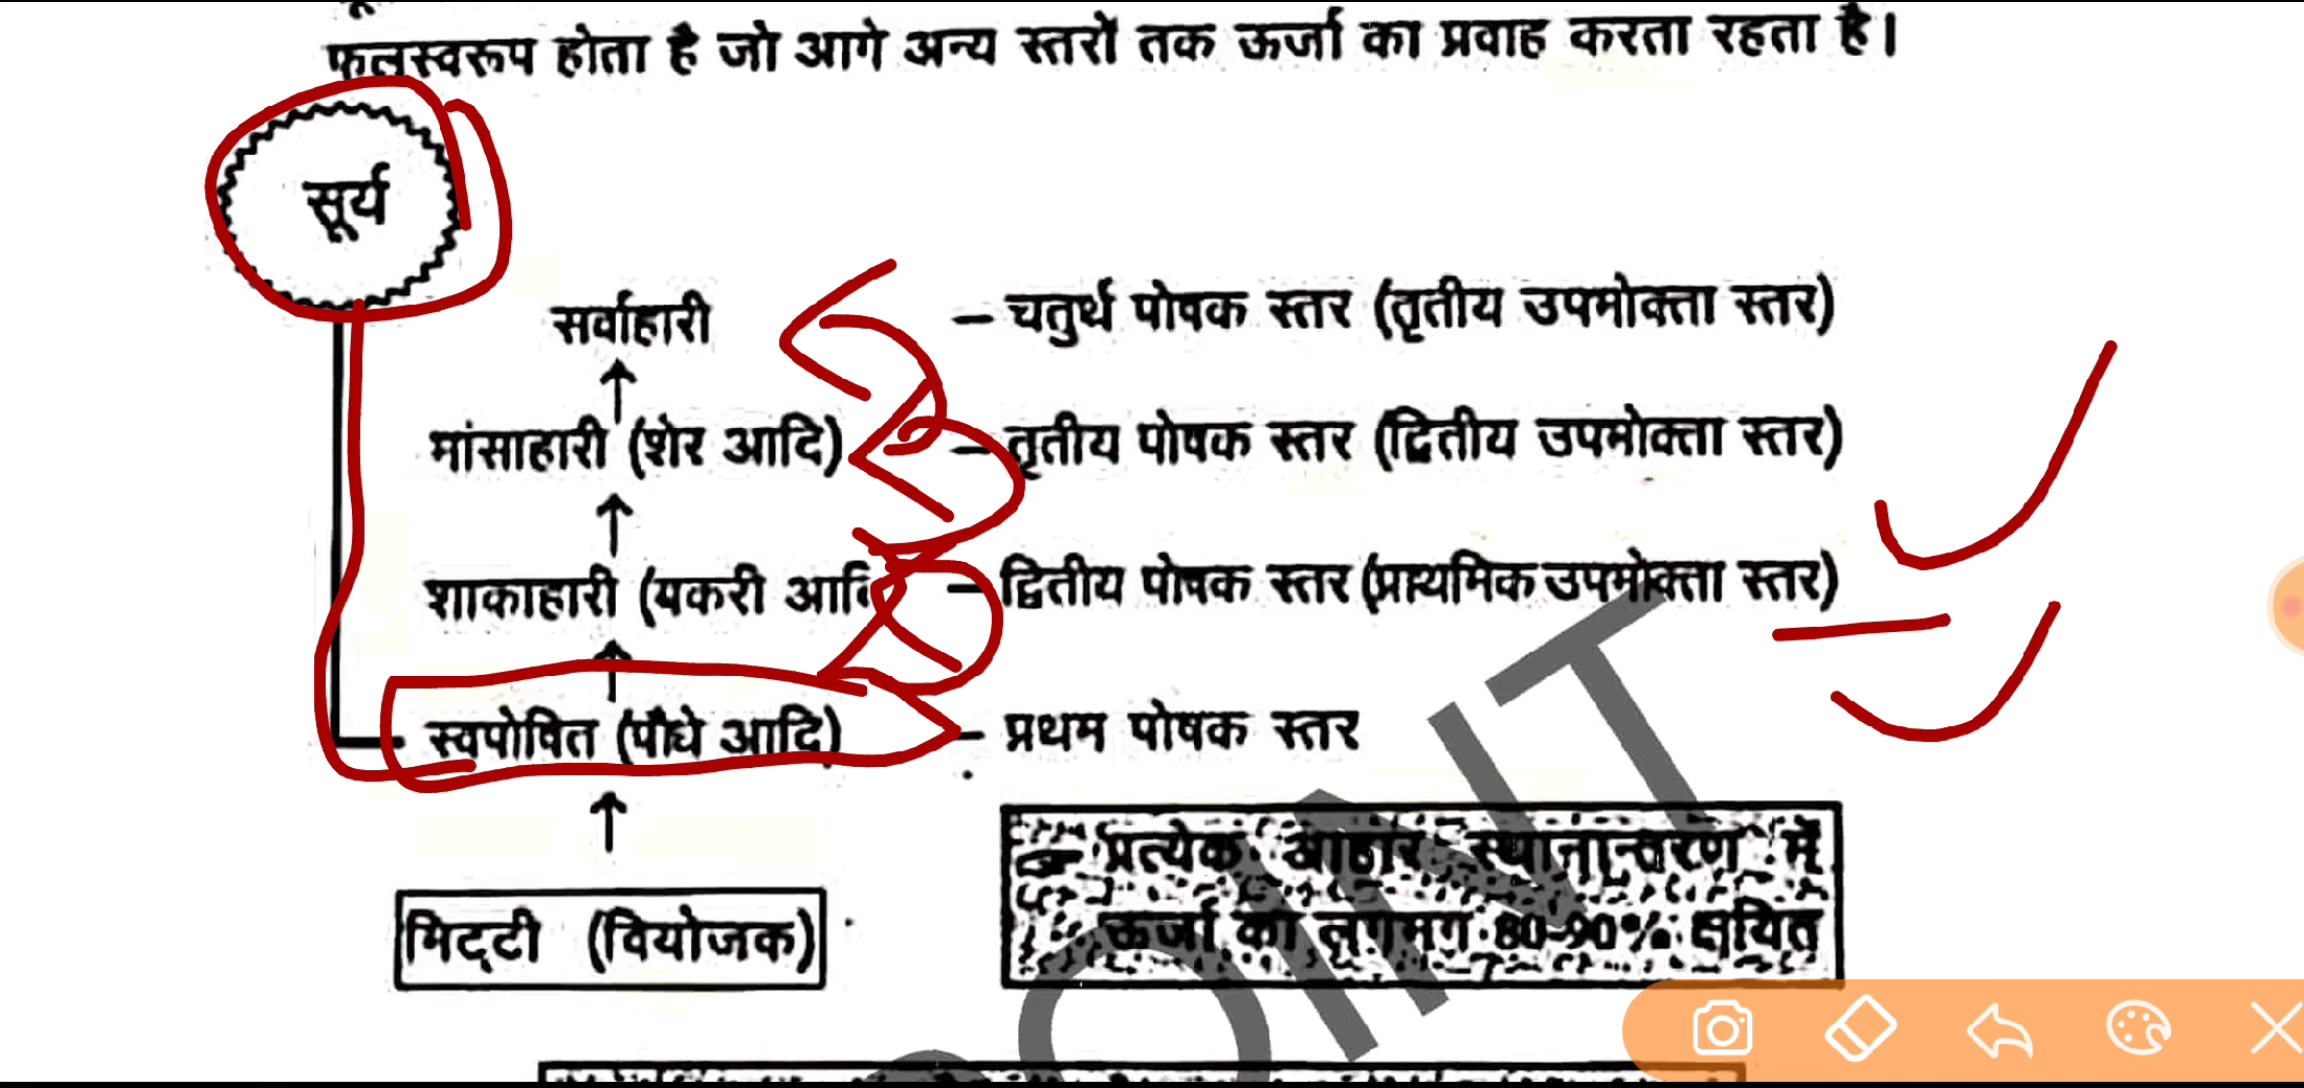 फलस्वरूप होता है जो आगे अन्य स्तरों तक ऊर्जा का प्रवाह करता रहता है।
सूर्य
सर्वाहारी – चतुर्थ पोषक स्तर (तृतीय उपभोक्ता स्तर)
मांसाहारी (शेर आदि) – तृतीय पोषक स्तर (द्वितीय उपभोक्ता स्तर)
शाकाहारी (बकरी आदि – द्वितीय पोषक स्तर (प्राथमिक उपभोक्ता स्तर)
स्वपोषित (पौधे आदि) – प्रथम पोषक स्तर
मिट्टी (वियोजक)
प्रत्येक आहार स्थानान्तरण में
ऊर्जा का लगभग 80-90% क्षयित